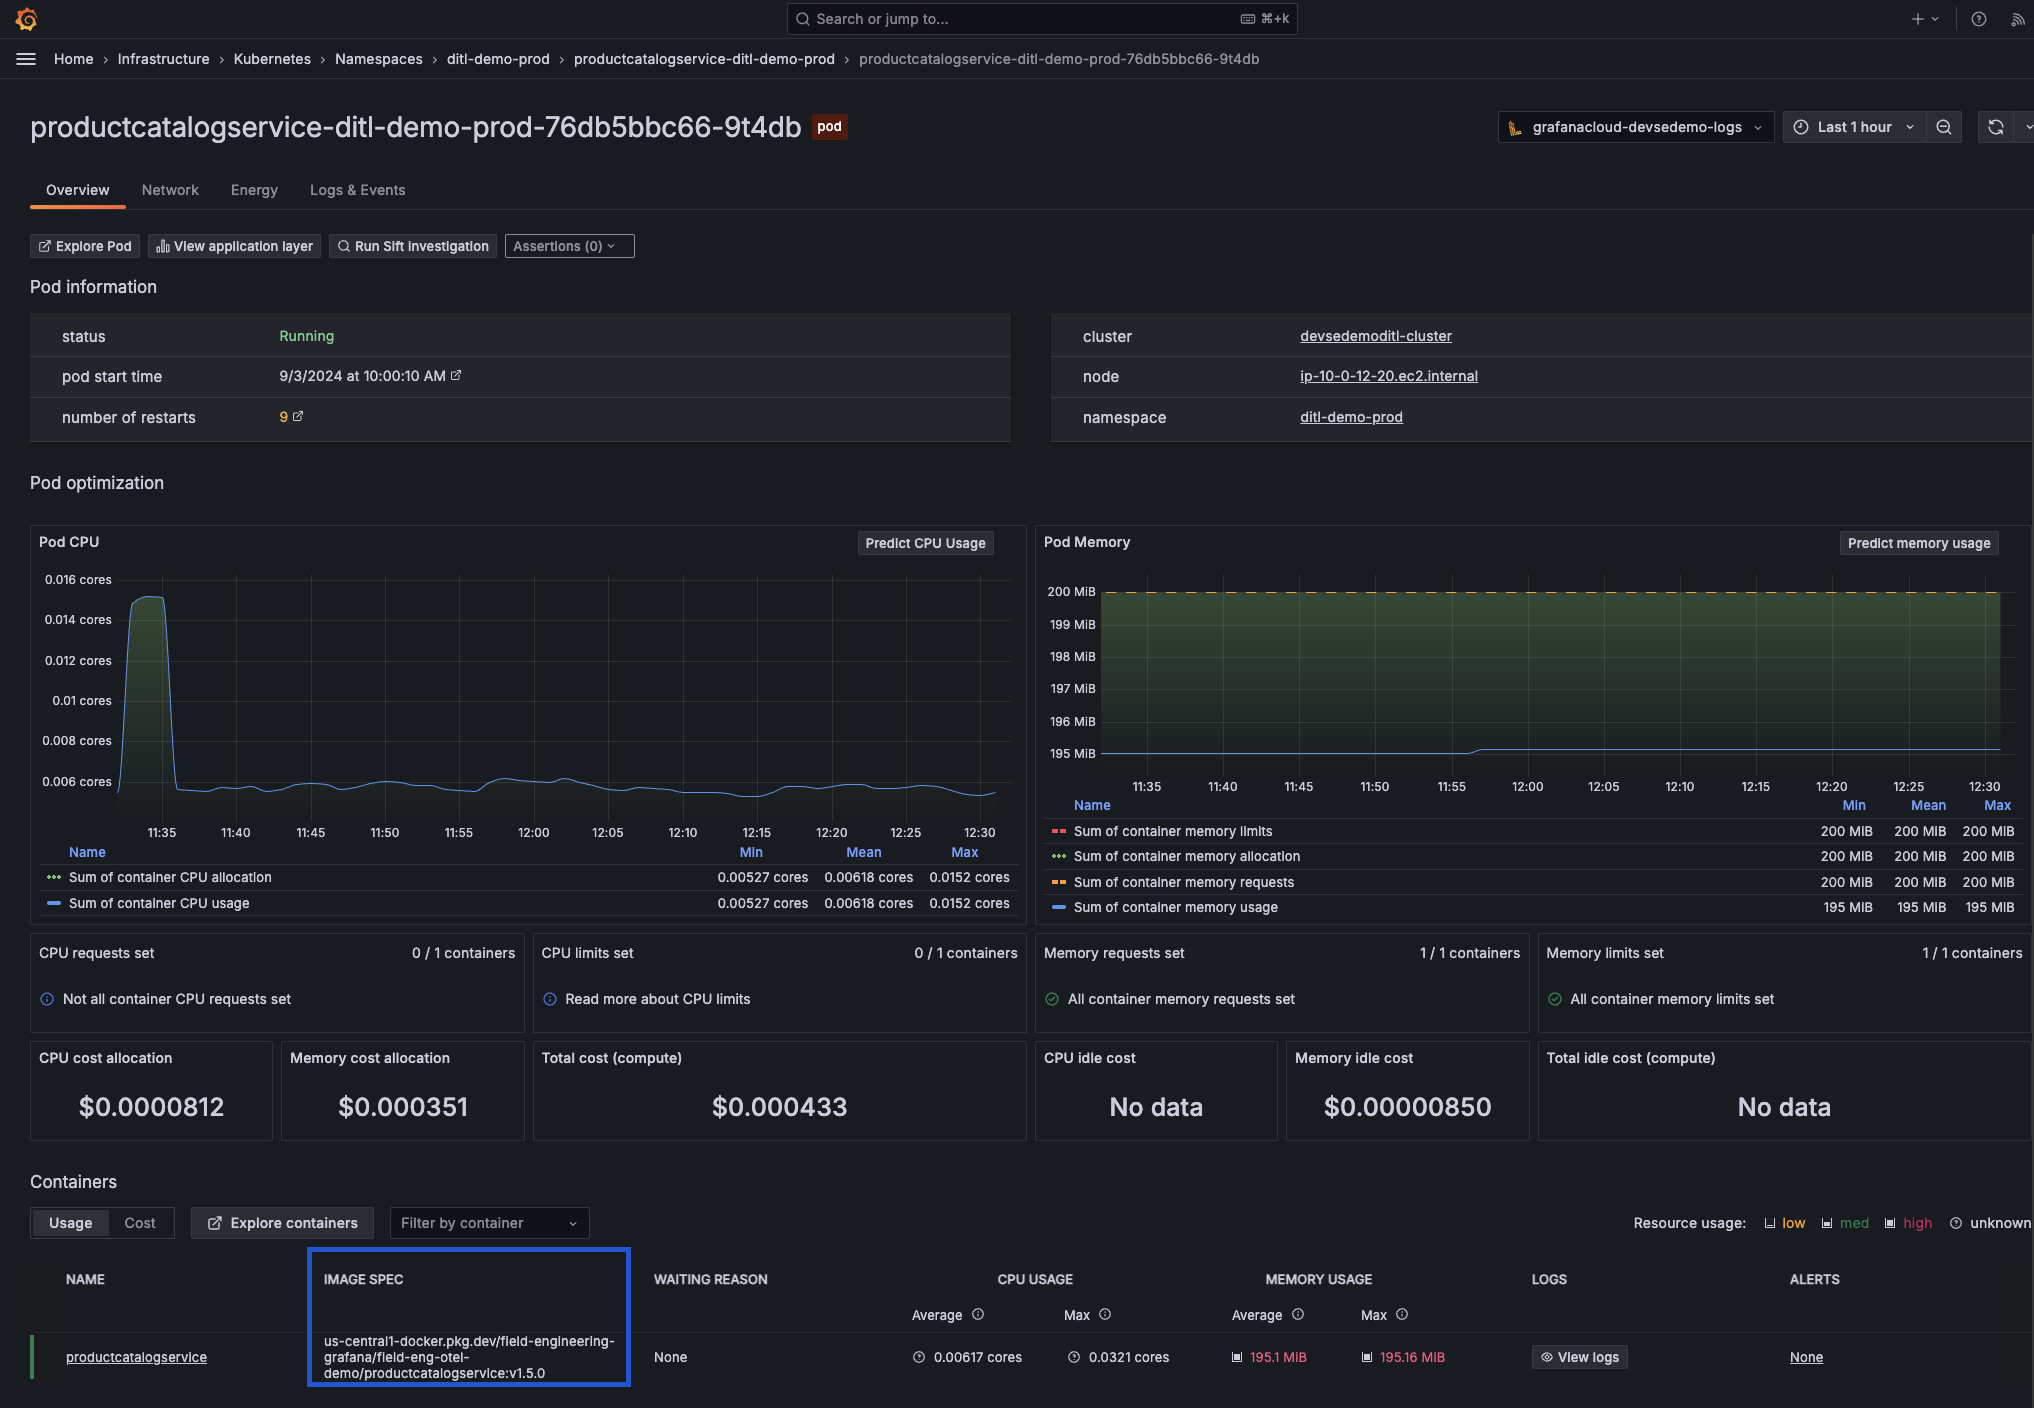 Search or jump to...
⌘+k
Home › Infrastructure › Kubernetes › Namespaces › ditl-demo-prod › productcatalogservice-ditl-demo-prod › productcatalogservice-ditl-demo-prod-76db5bbc66-9t4db
productcatalogservice-ditl-demo-prod-76db5bbc66-9t4db pod
grafanacloud-devsedemo-logs
Last 1 hour
Overview Network Energy Logs & Events
Explore Pod View application layer Run Sift investigation Assertions (0)
Pod information
status Running
pod start time 9/3/2024 at 10:00:10 AM
number of restarts 9
cluster devsedemoditl-cluster
node ip-10-0-12-20.ec2.internal
namespace ditl-demo-prod
Pod optimization
Pod CPU Predict CPU Usage
0.016 cores
0.014 cores
0.012 cores
0.01 cores
0.008 cores
0.006 cores
11:35 11:40 11:45 11:50 11:55 12:00 12:05 12:10 12:15 12:20 12:25 12:30
Name Min Mean Max
Sum of container CPU allocation 0.00527 cores 0.00618 cores 0.0152 cores
Sum of container CPU usage 0.00527 cores 0.00618 cores 0.0152 cores
Pod Memory Predict memory usage
200 MiB
199 MiB
198 MiB
197 MiB
196 MiB
195 MiB
11:35 11:40 11:45 11:50 11:55 12:00 12:05 12:10 12:15 12:20 12:25 12:30
Name Min Mean Max
Sum of container memory limits 200 MiB 200 MiB 200 MiB
Sum of container memory allocation 200 MiB 200 MiB 200 MiB
Sum of container memory requests 200 MiB 200 MiB 200 MiB
Sum of container memory usage 195 MiB 195 MiB 195 MiB
CPU requests set 0 / 1 containers
Not all container CPU requests set
CPU limits set 0 / 1 containers
Read more about CPU limits
Memory requests set 1 / 1 containers
All container memory requests set
Memory limits set 1 / 1 containers
All container memory limits set
CPU cost allocation
$0.0000812
Memory cost allocation
$0.000351
Total cost (compute)
$0.000433
CPU idle cost
No data
Memory idle cost
$0.00000850
Total idle cost (compute)
No data
Containers
Usage Cost Explore containers Filter by container
Resource usage: low med high unknown
NAME IMAGE SPEC WAITING REASON CPU USAGE MEMORY USAGE LOGS ALERTS
Average Max Average Max
productcatalogservice
us-central1-docker.pkg.dev/field-engineering-
grafana/field-eng-otel-
demo/productcatalogservice:v1.5.0
None 0.00617 cores 0.0321 cores 195.1 MiB 195.16 MiB View logs None